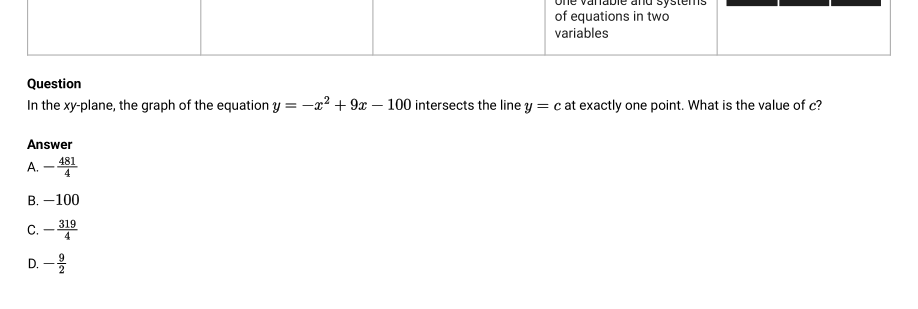 one variable and systems
of equations in two
variables
Question
In the xy-plane, the graph of the equation y = −x² + 9x − 100 intersects the line y = c at exactly one point. What is the value of c?
Answer
A. −481/4
B. −100
C. −319/4
D. −9/2